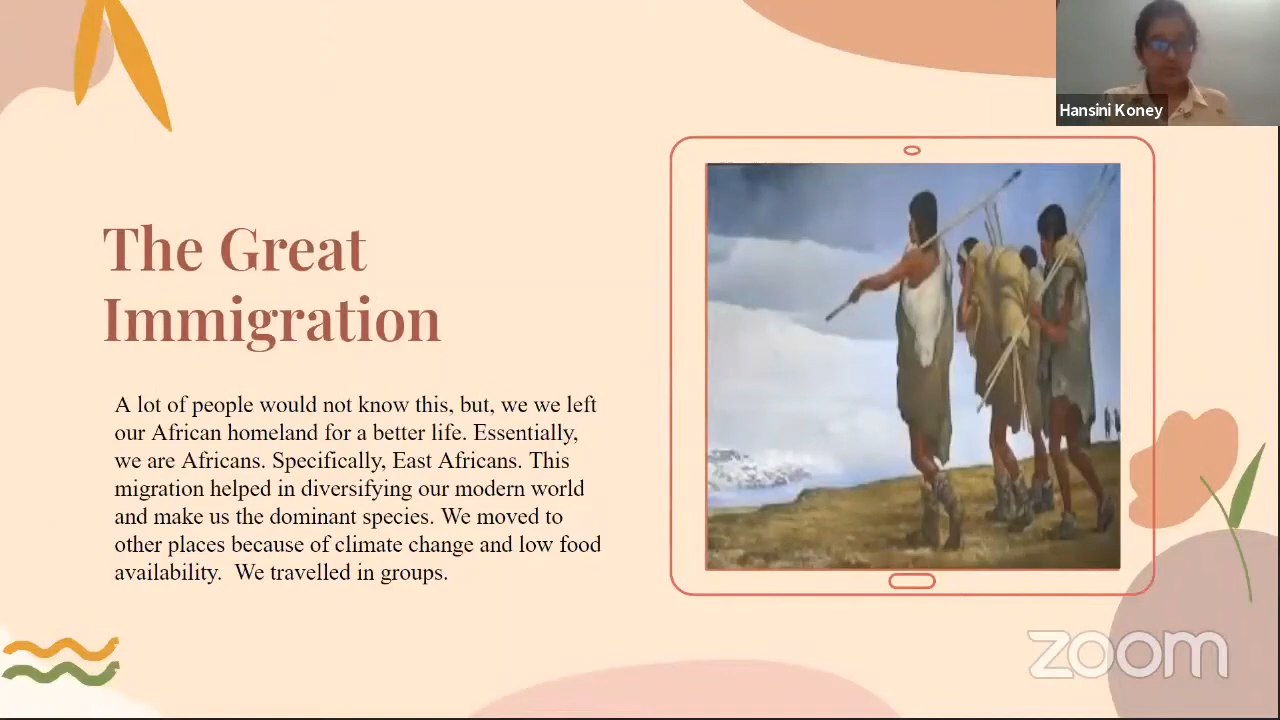 Hansini Koney
The Great
Immigration
A lot of people would not know this, but, we we left
our African homeland for a better life. Essentially,
we are Africans. Specifically, East Africans. This
migration helped in diversifying our modern world
and make us the dominant species. We moved to
other places because of climate change and low food
availability.  We travelled in groups.
zoom